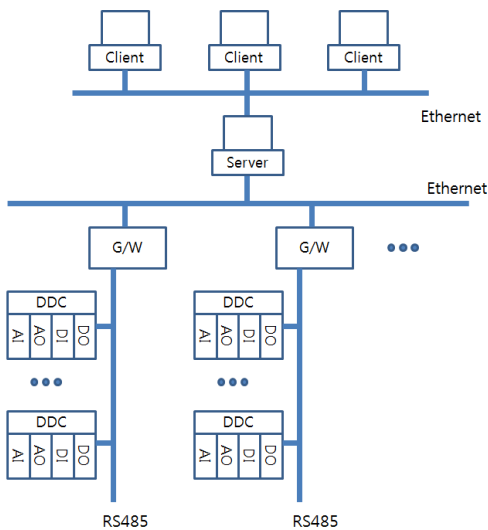 Client Client Client
Ethernet
Server
Ethernet
G/W G/W
DDC DDC
AI AO DI DO AI AO DI DO
DDC DDC
AI AO DI DO AI AO DI DO
RS485 RS485